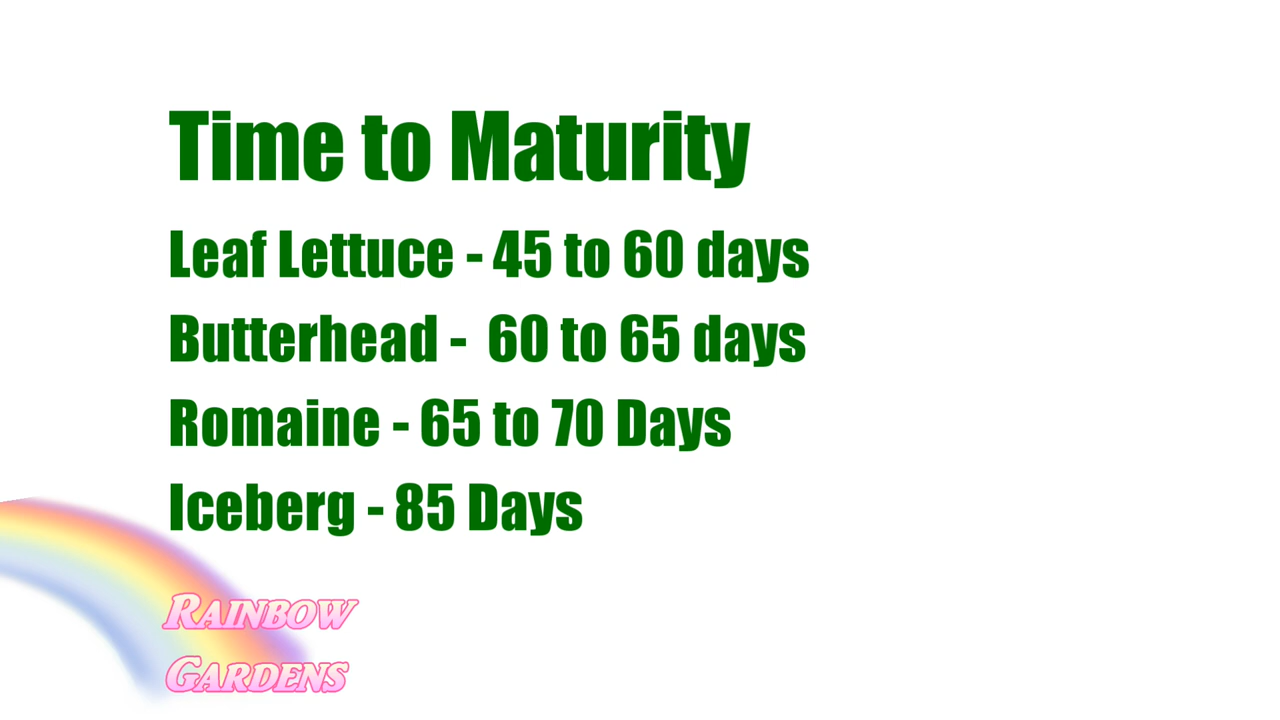 Time to Maturity
Leaf Lettuce - 45 to 60 days
Butterhead -  60 to 65 days
Romaine - 65 to 70 Days
Iceberg - 85 Days
Rainbow
Gardens